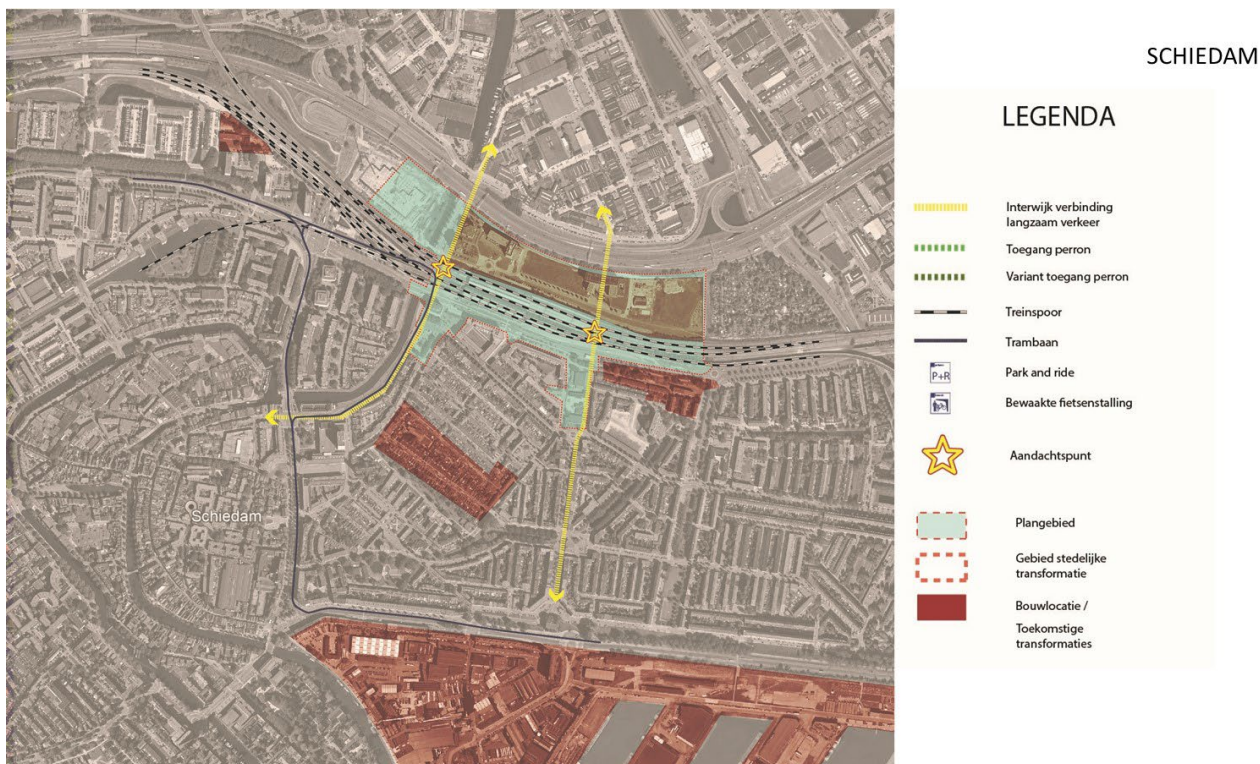 SCHIEDAM
LEGENDA
Interwijk verbinding
langzaam verkeer
Toegang perron
Variant toegang perron
Treinspoor
Trambaan
P+R
Park and ride
Bewaakte fietsenstalling
Aandachtspunt
Plangebied
Gebied stedelijke
transformatie
Bouwlocatie /
Toekomstige
transformaties
Schiedam